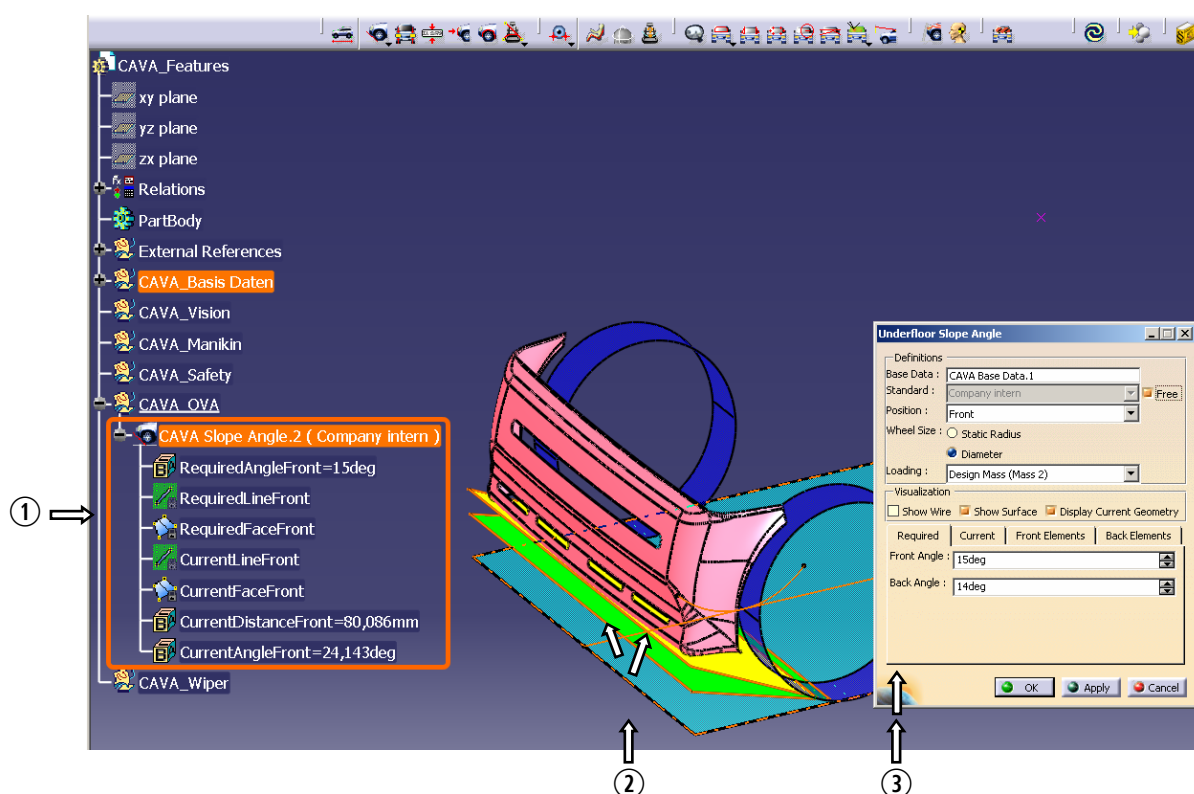 CAVA_Features
xy plane
yz plane
zx plane
Relations
PartBody
External References
CAVA_Basis Daten
CAVA_Vision
CAVA_Manikin
CAVA_Safety
CAVA_OVA
CAVA Slope Angle.2 ( Company intern )
RequiredAngleFront=15deg
RequiredLineFront
RequiredFaceFront
CurrentLineFront
CurrentFaceFront
CurrentDistanceFront=80,086mm
CurrentAngleFront=24,143deg
CAVA_Wiper
①
②
③
Underfloor Slope Angle
Definitions
Base Data : CAVA Base Data.1
Standard : Company intern Free
Position : Front
Wheel Size : Static Radius
Diameter
Loading : Design Mass (Mass 2)
Visualization
Show Wire Show Surface Display Current Geometry
Required Current Front Elements Back Elements
Front Angle : 15deg
Back Angle : 14deg
OK Apply Cancel